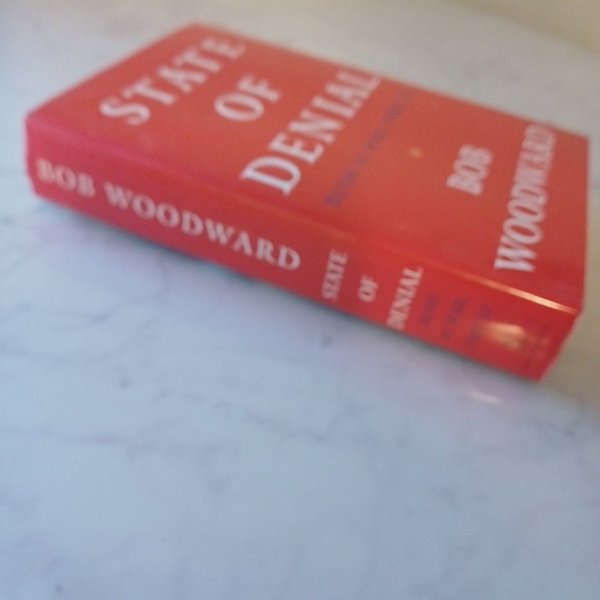 STATE
OF
DENIAL
BOB
WOODWARD
BOB WOODWARD
STATE
OF
DENIAL